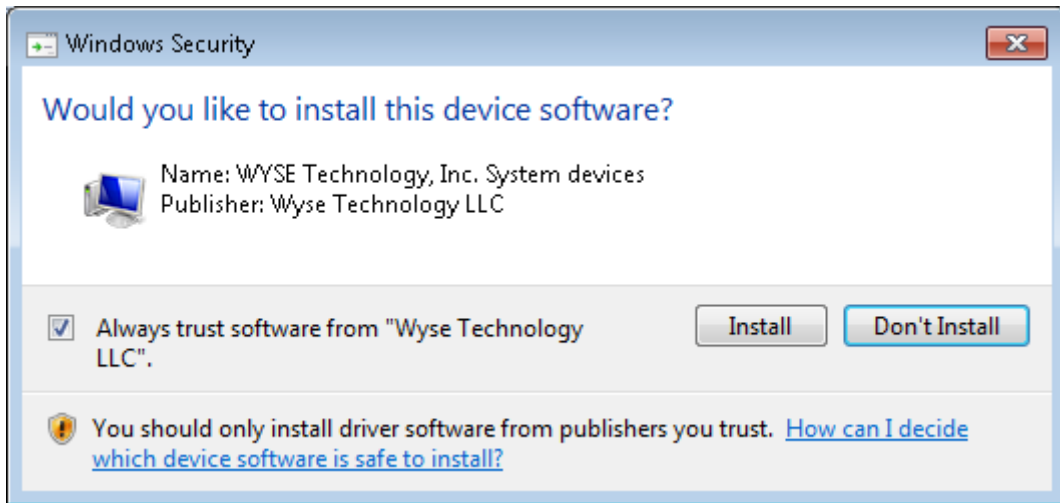 Windows Security
Would you like to install this device software?
Name: WYSE Technology, Inc. System devices
Publisher: Wyse Technology LLC
Always trust software from "Wyse Technology
LLC".
Install
Don't Install
You should only install driver software from publishers you trust. How can I decide
which device software is safe to install?